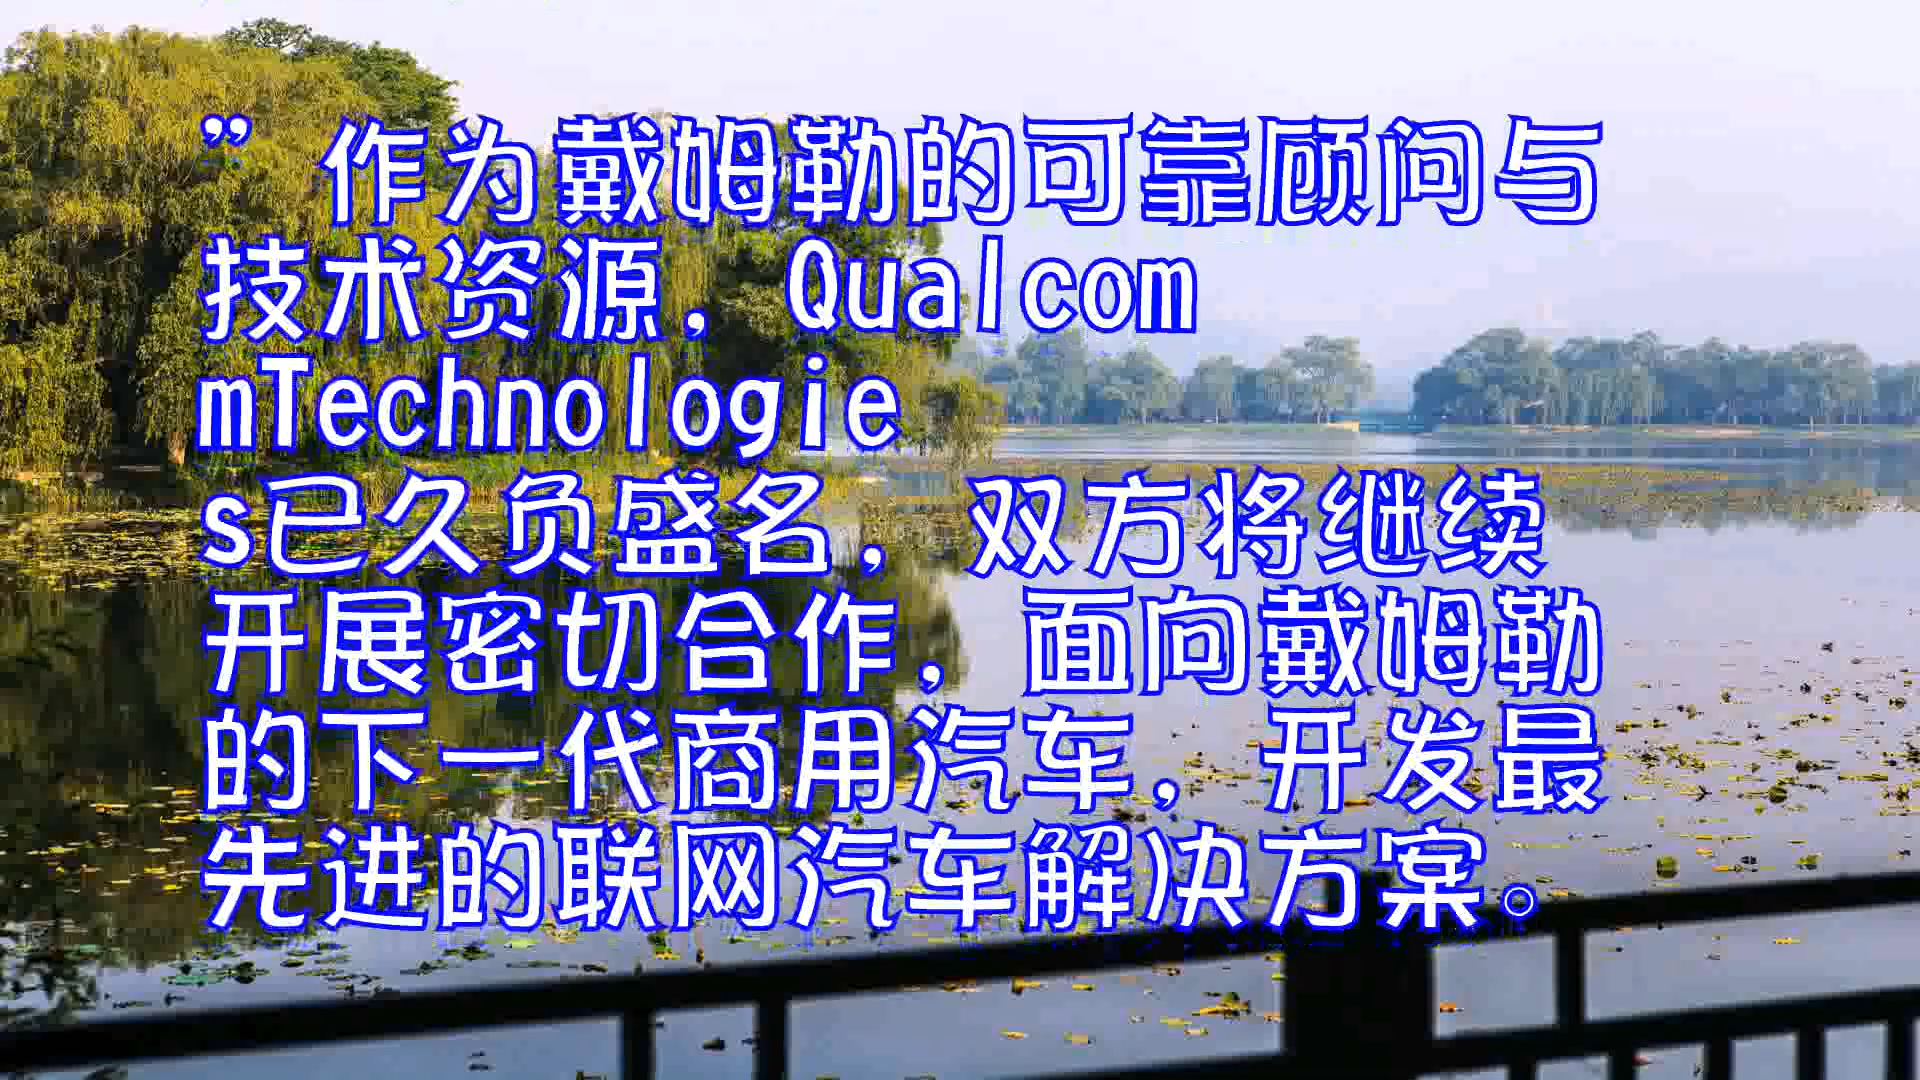 ”作为戴姆勒的可靠顾问与
技术资源，Qualcom
mTechnologie
s已久负盛名，双方将继续
开展密切合作，面向戴姆勒
的下一代商用汽车，开发最
先进的联网汽车解决方案。